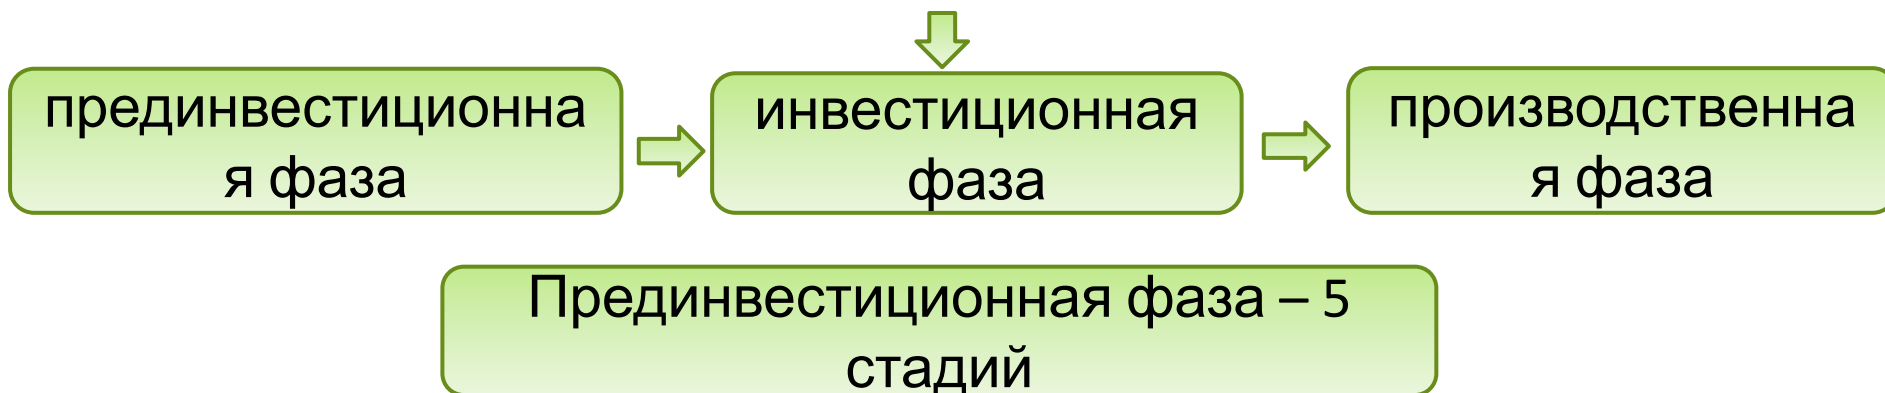 прединвестиционна
я фаза
инвестиционная
фаза
производственна
я фаза
Прединвестиционная фаза – 5
стадий